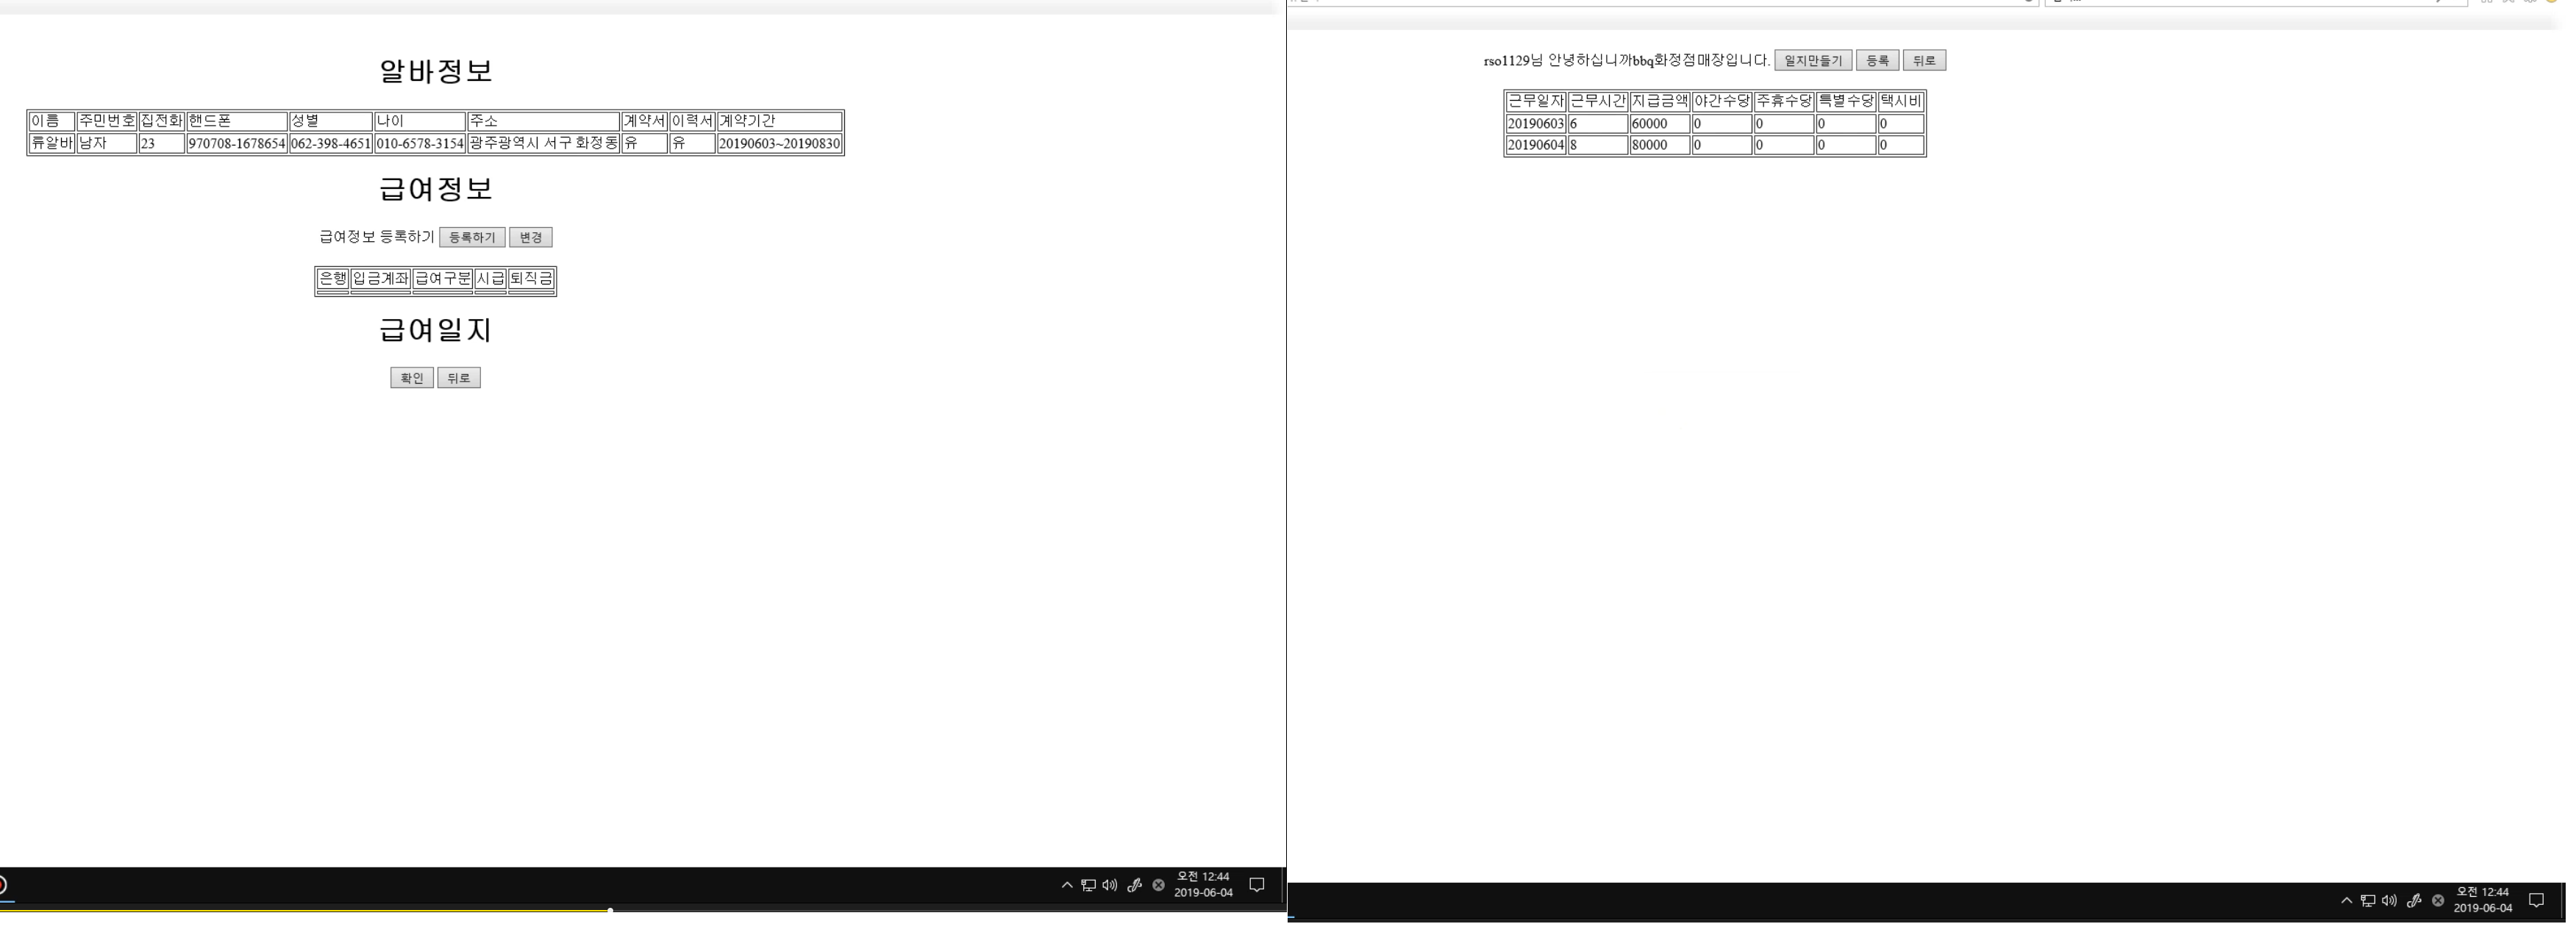 알바정보
이름 주민번호 집전화 핸드폰 성별 나이 주소 계약서 이력서 계약기간
류알바 남자 23 970708-1678654 062-398-4651 010-6578-3154 광주광역시 서구 화정동 유 유 20190603~20190830
급여정보
급여정보 등록하기 등록하기 변경
은행 입금계좌 급여구분 시급 퇴직금
급여일지
확인 뒤로
오전 12:44
2019-06-04
rso1129님 안녕하십니까bbq화정점매장입니다. 일지만들기 등록 뒤로
근무일자 근무시간 지급금액 야간수당 주휴수당 특별수당 택시비
20190603 6 60000 0 0 0 0
20190604 8 80000 0 0 0 0
오전 12:44
2019-06-04